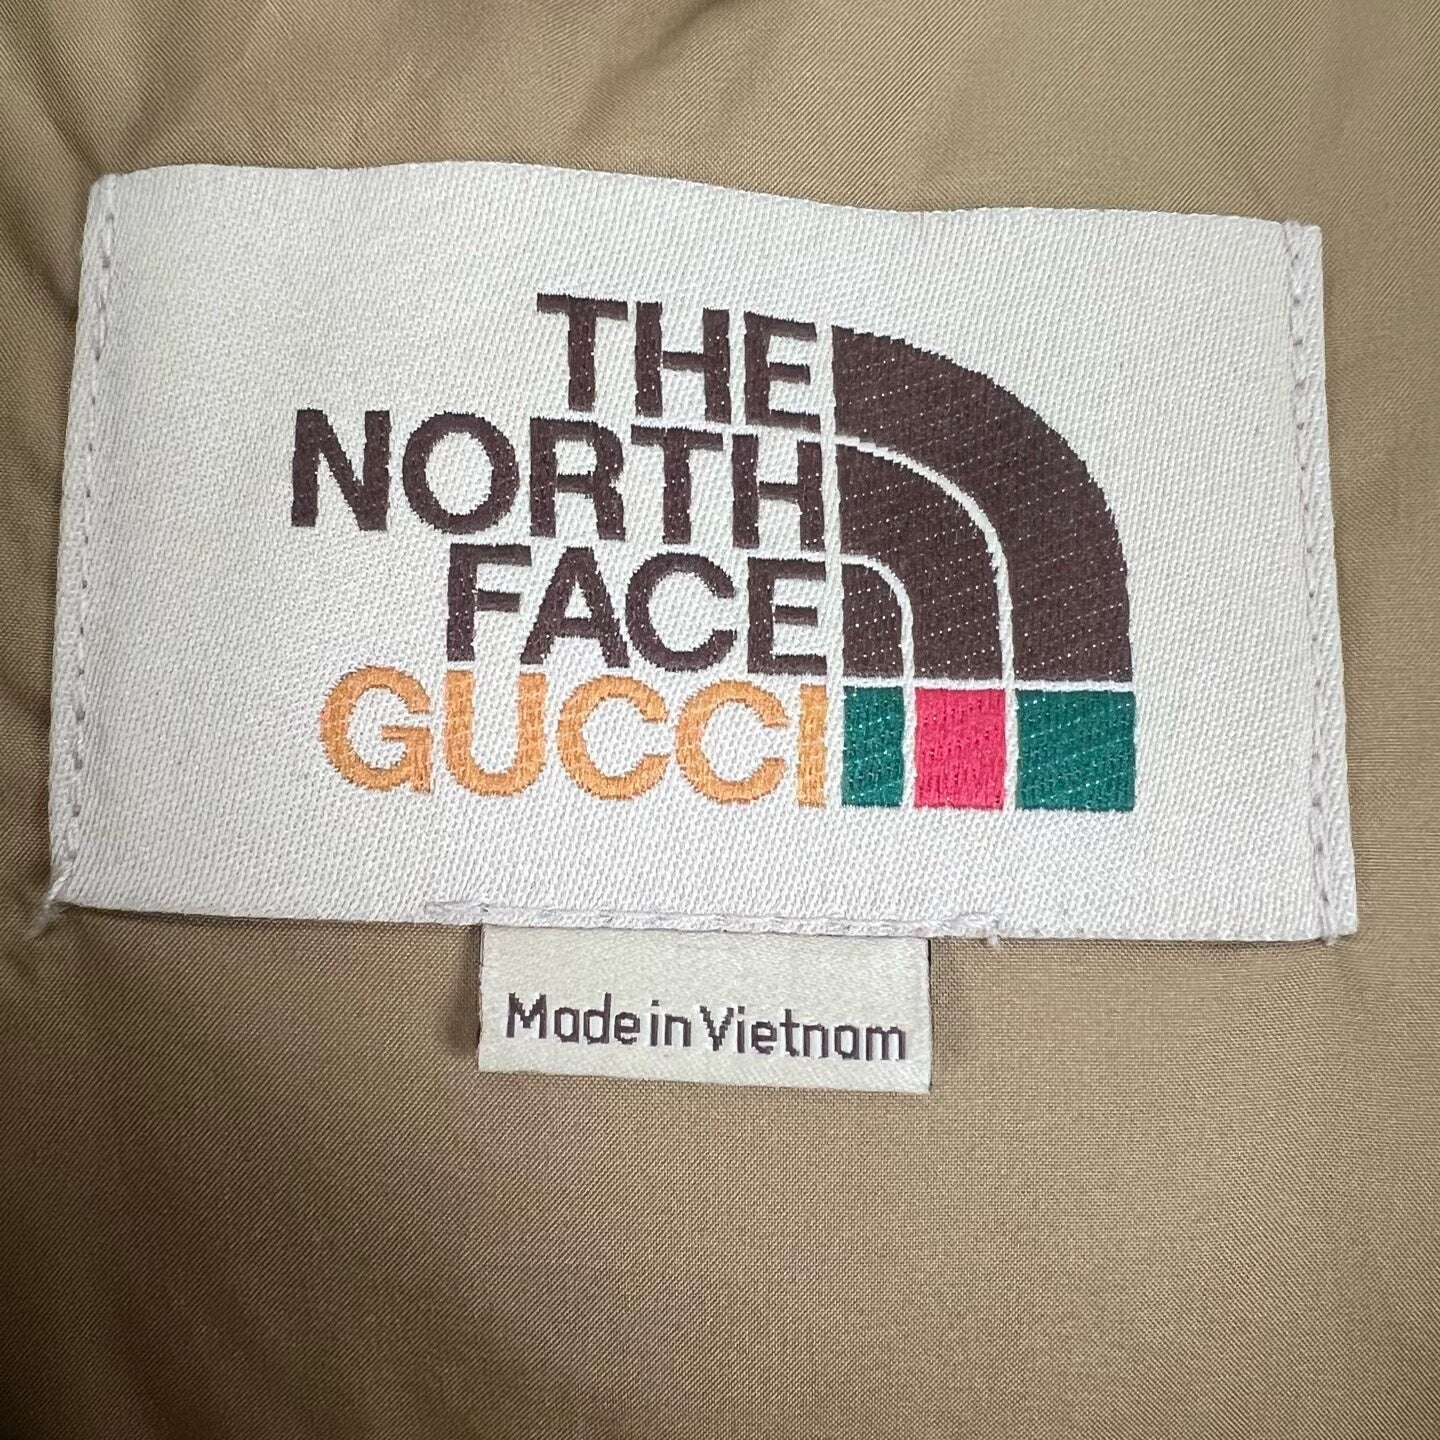 THE
NORTH
FACE
GUCCI
Made in Vietnam